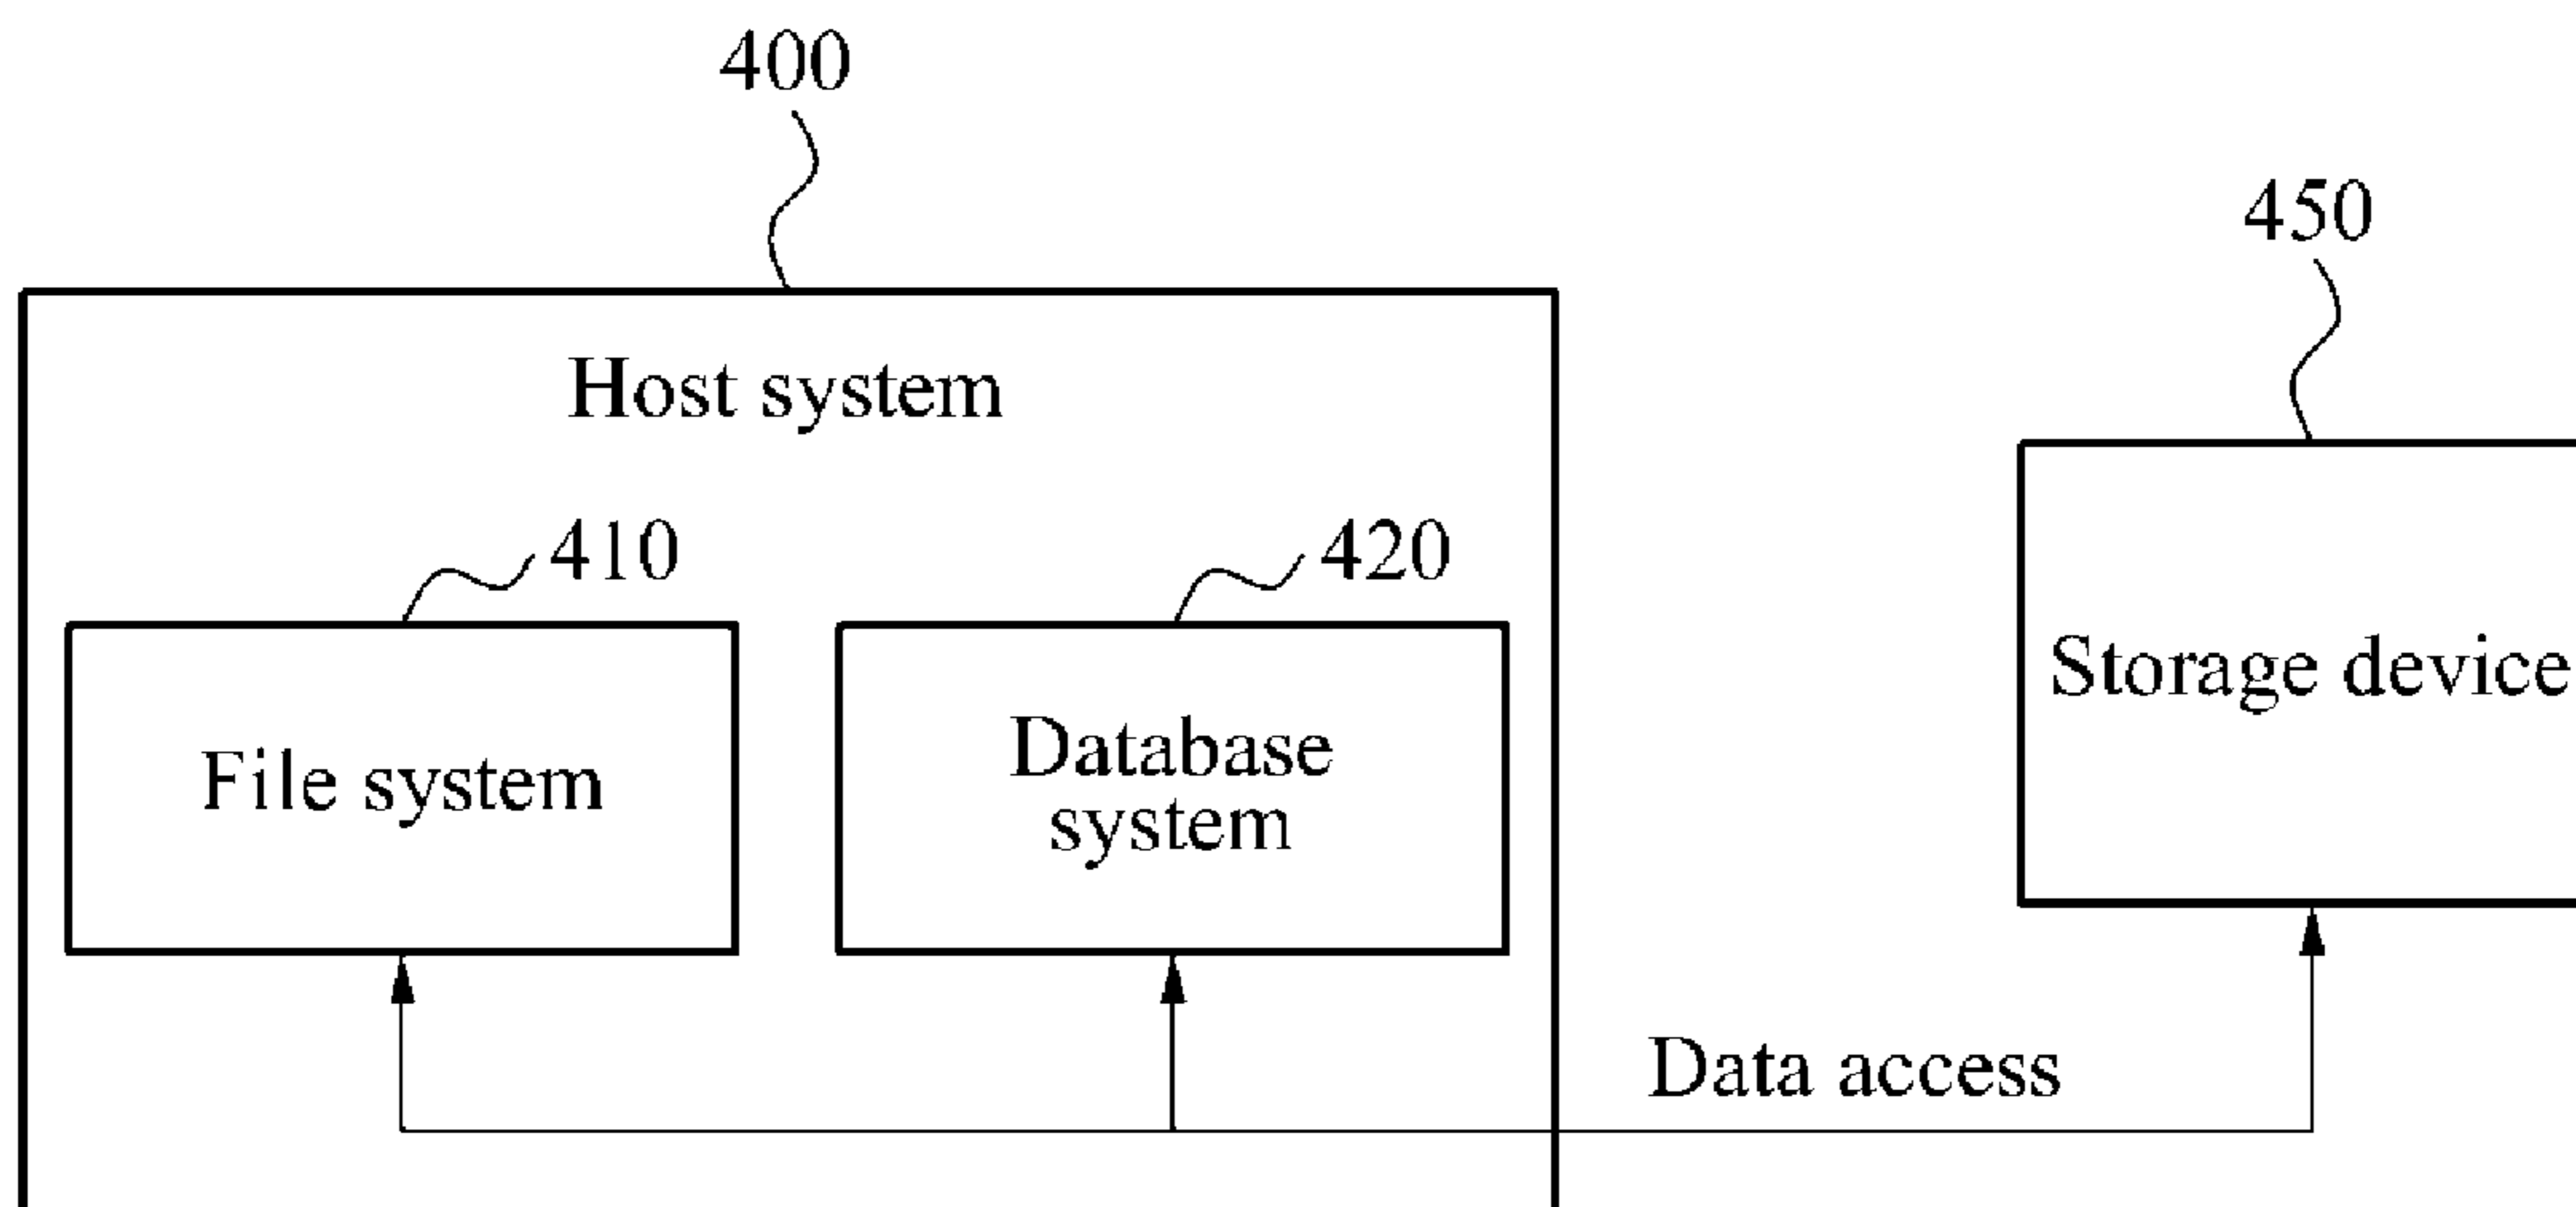 400
450
Host system
410
420
Storage device
File system
Database
system
Data access